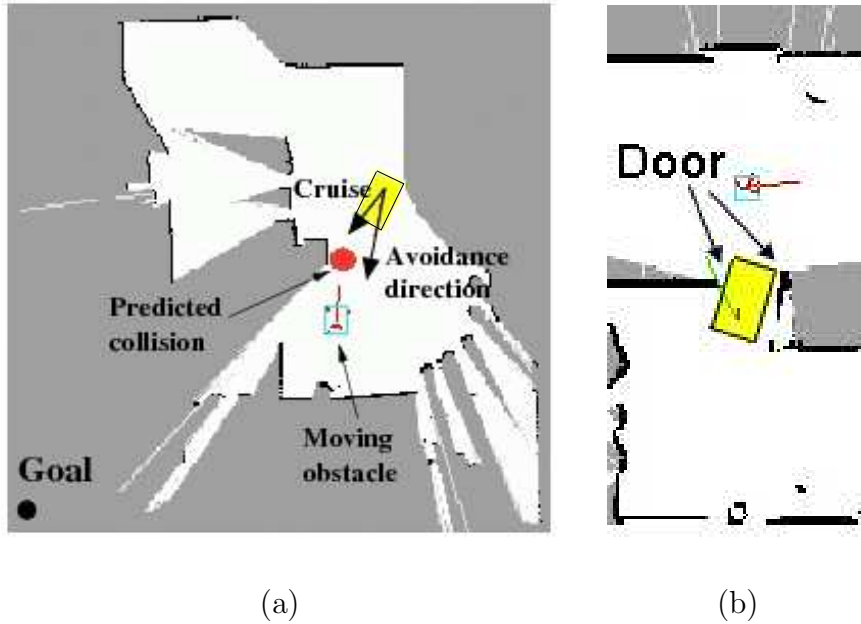 Cruise
Avoidance
direction
Predicted
collision
Moving
obstacle
Goal
(a)
Door
(b)